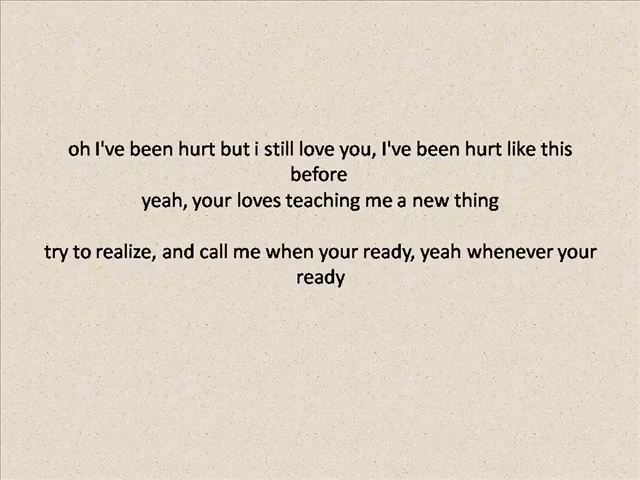 oh I've been hurt but i still love you, I've been hurt like this
before
yeah, your loves teaching me a new thing
try to realize, and call me when your ready, yeah whenever your
ready